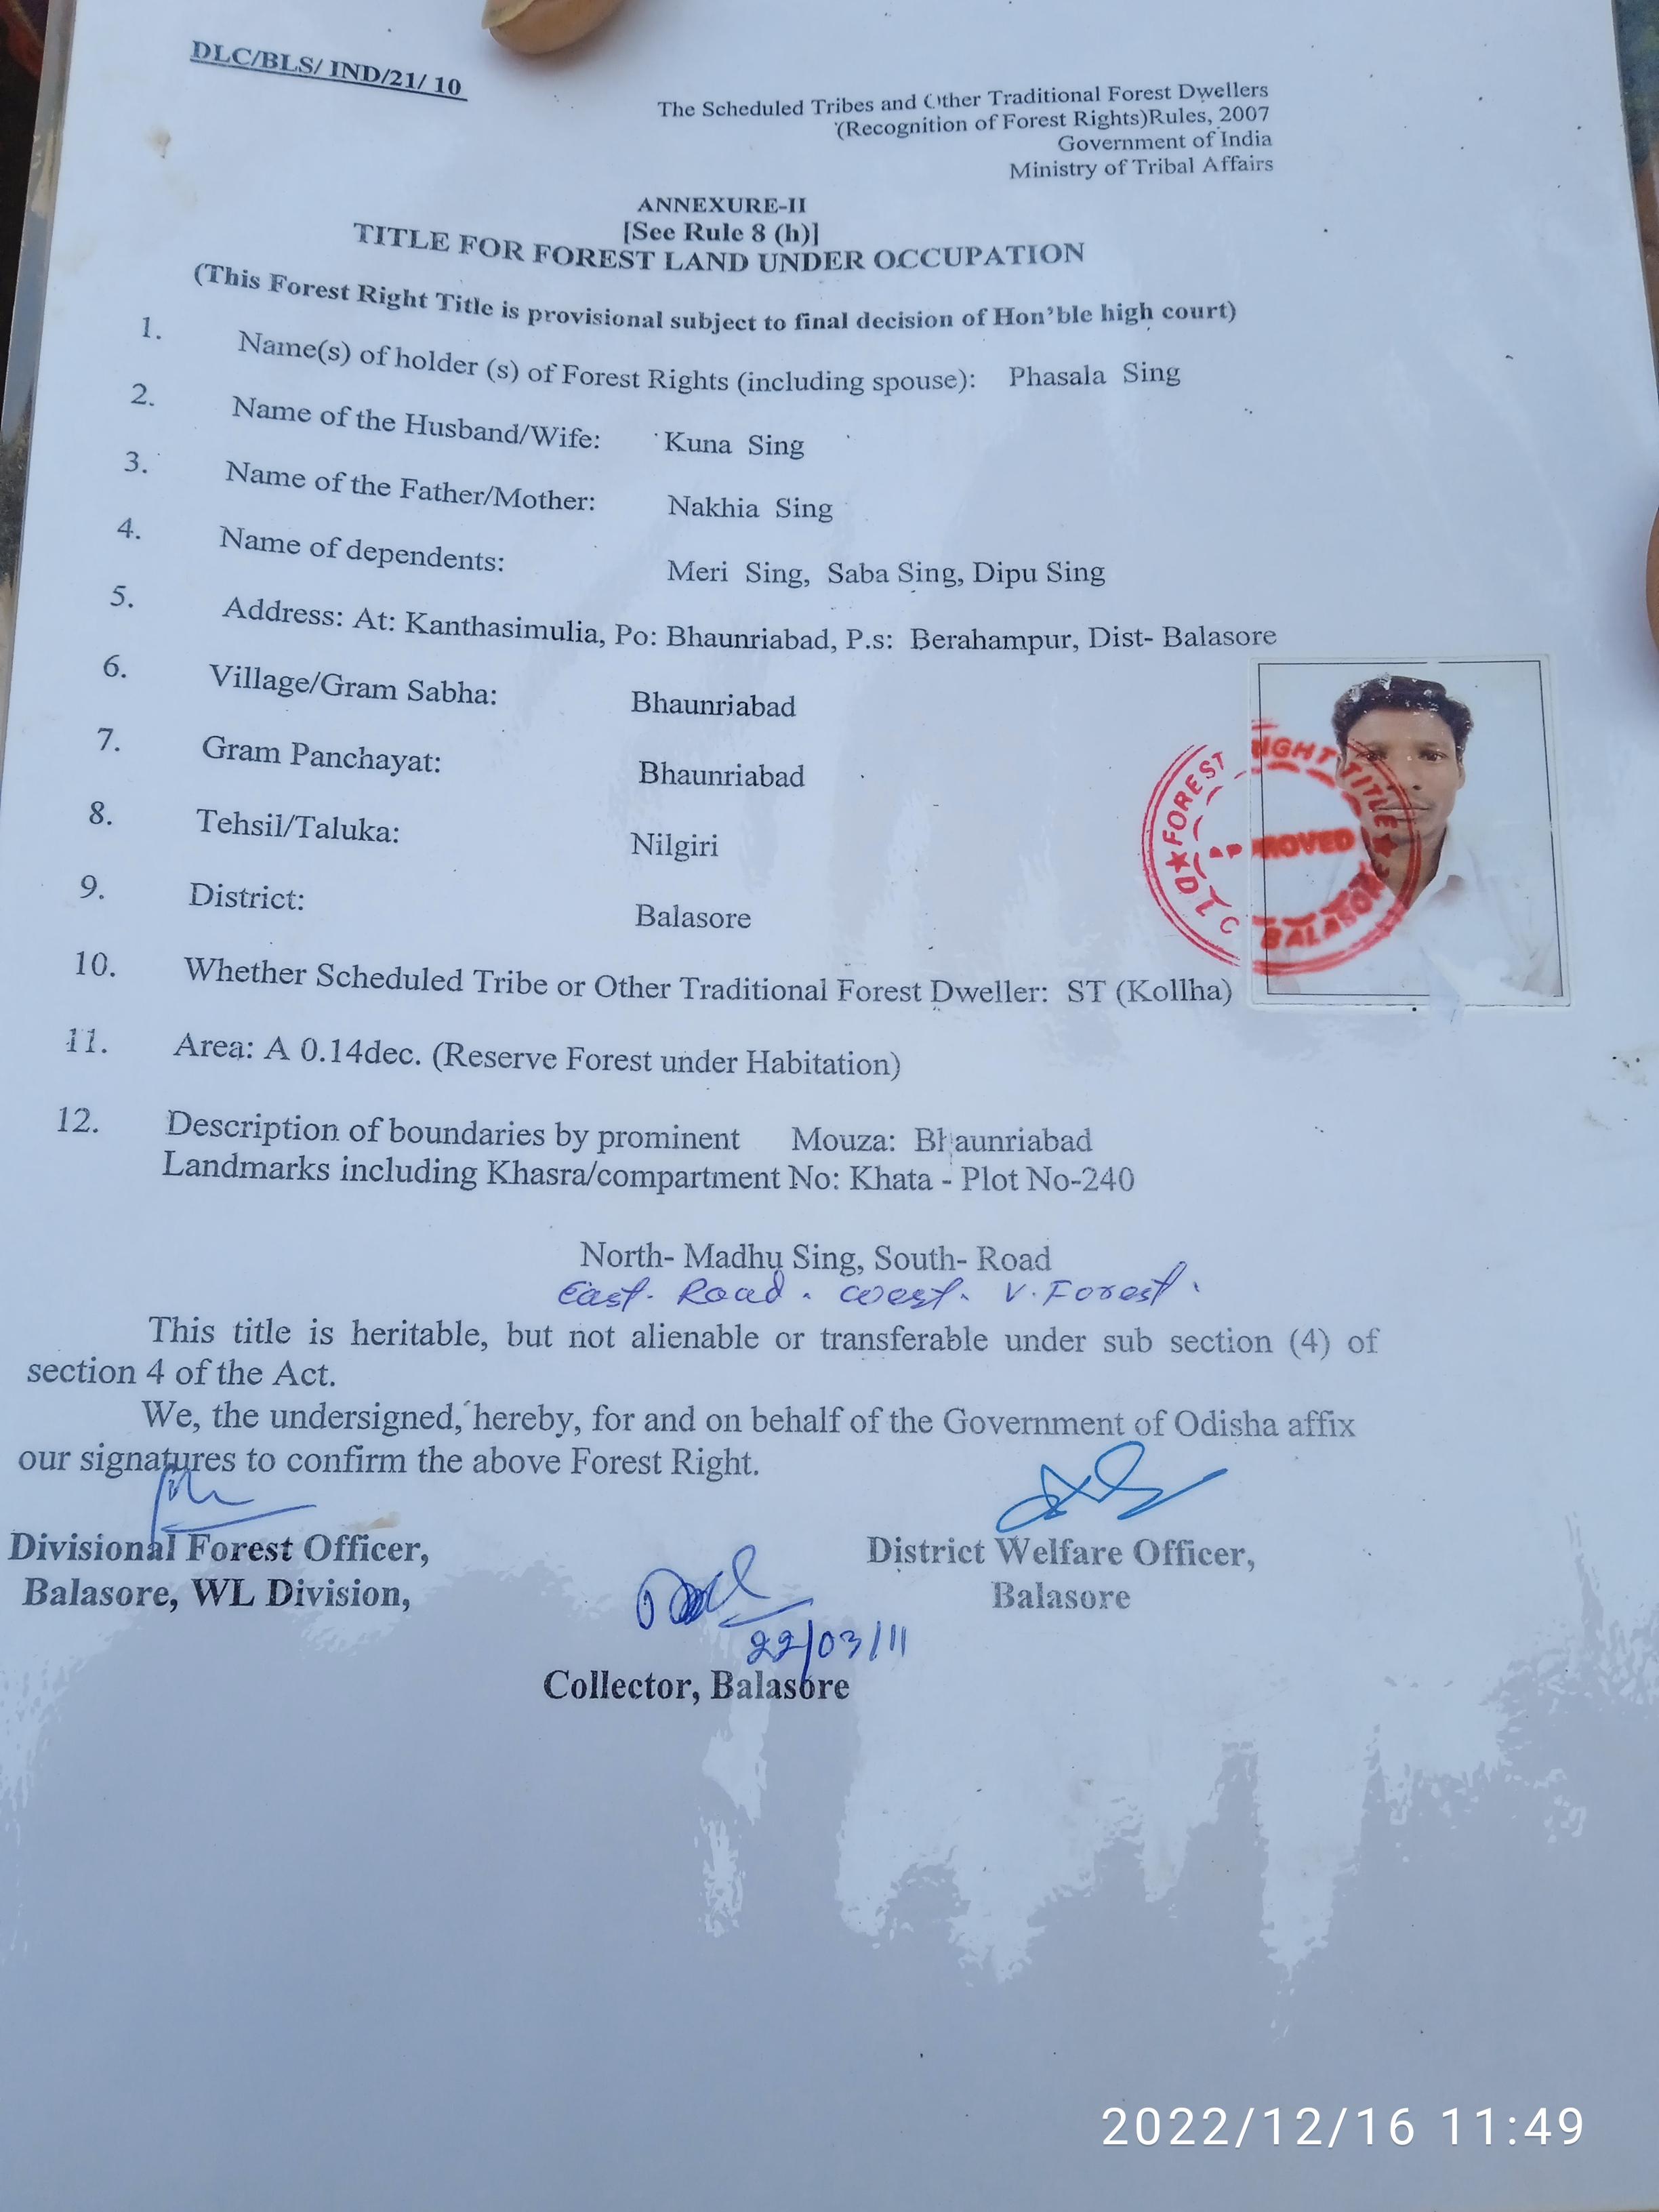 DLC/BLS/ IND/21/ 10
The Scheduled Tribes and Other Traditional Forest Dwellers
(Recognition of Forest Rights)Rules, 2007
Government of India
Ministry of Tribal Affairs
ANNEXURE-II
[See Rule 8 (h)]
TITLE FOR FOREST LAND UNDER OCCUPATION
(This Forest Right Title is provisional subject to final decision of Hon'ble high court)
1. Name(s) of holder (s) of Forest Rights (including spouse): Phasala Sing
2. Name of the Husband/Wife: Kuna Sing
3. Name of the Father/Mother: Nakhia Sing
4. Name of dependents: Meri Sing, Saba Sing, Dipu Sing
5. Address: At: Kanthasimulia, Po: Bhaunriabad, P.s: Berahampur, Dist- Balasore
6. Village/Gram Sabha: Bhaunriabad
7. Gram Panchayat: Bhaunriabad
8. Tehsil/Taluka: Nilgiri
9. District: Balasore
FOREST RIGHT TITLE
APPROVED
DLC BALASORE
10. Whether Scheduled Tribe or Other Traditional Forest Dweller: ST (Kollha)
11. Area: A 0.14dec. (Reserve Forest under Habitation)
12. Description of boundaries by prominent Mouza: Bhaunriabad
Landmarks including Khasra/compartment No: Khata - Plot No-240
North- Madhu Sing, South- Road
East. Road. West. V. Forest.
This title is heritable, but not alienable or transferable under sub section (4) of
section 4 of the Act.
We, the undersigned, hereby, for and on behalf of the Government of Odisha affix
our signatures to confirm the above Forest Right.
Divisional Forest Officer,
Balasore, WL Division,
District Welfare Officer,
Balasore
22/03/11
Collector, Balasore
2022/12/16 11:49